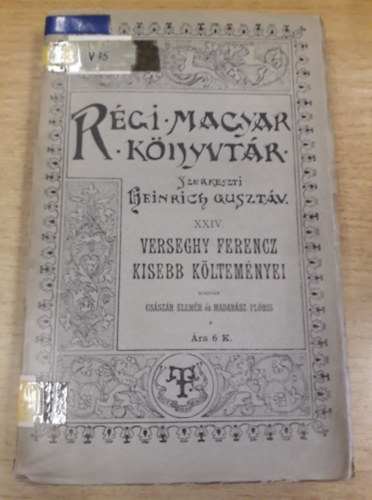 V 15
RÉGI · MAGYAR
· KÖNYVTÁR ·
SZERKESZTI
HEINRICH GUSZTÁV.
XXIV.
VERSEGHY FERENCZ
KISEBB KÖLTEMÉNYEI
CSÁSZÁR ELEMÉR és MADARÁSZ FLÓRIS
Ára 6 K.